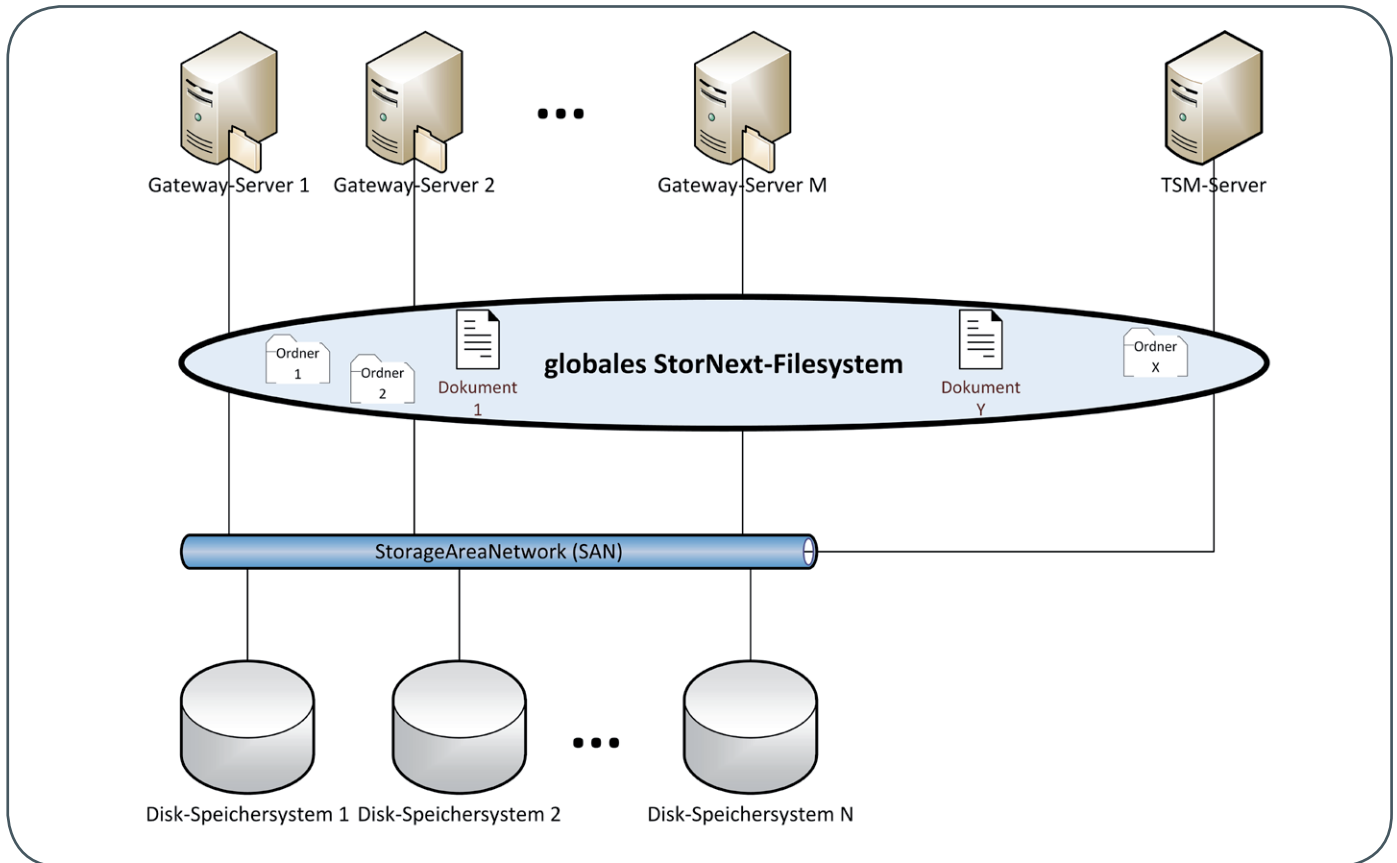 ...
Gateway-Server 1
Gateway-Server 2
Gateway-Server M
TSM-Server
Ordner
1
Ordner
2
Dokument
1
globales StorNext-Filesystem
Dokument
Y
Ordner
X
StorageAreaNetwork (SAN)
...
Disk-Speichersystem 1
Disk-Speichersystem 2
Disk-Speichersystem N